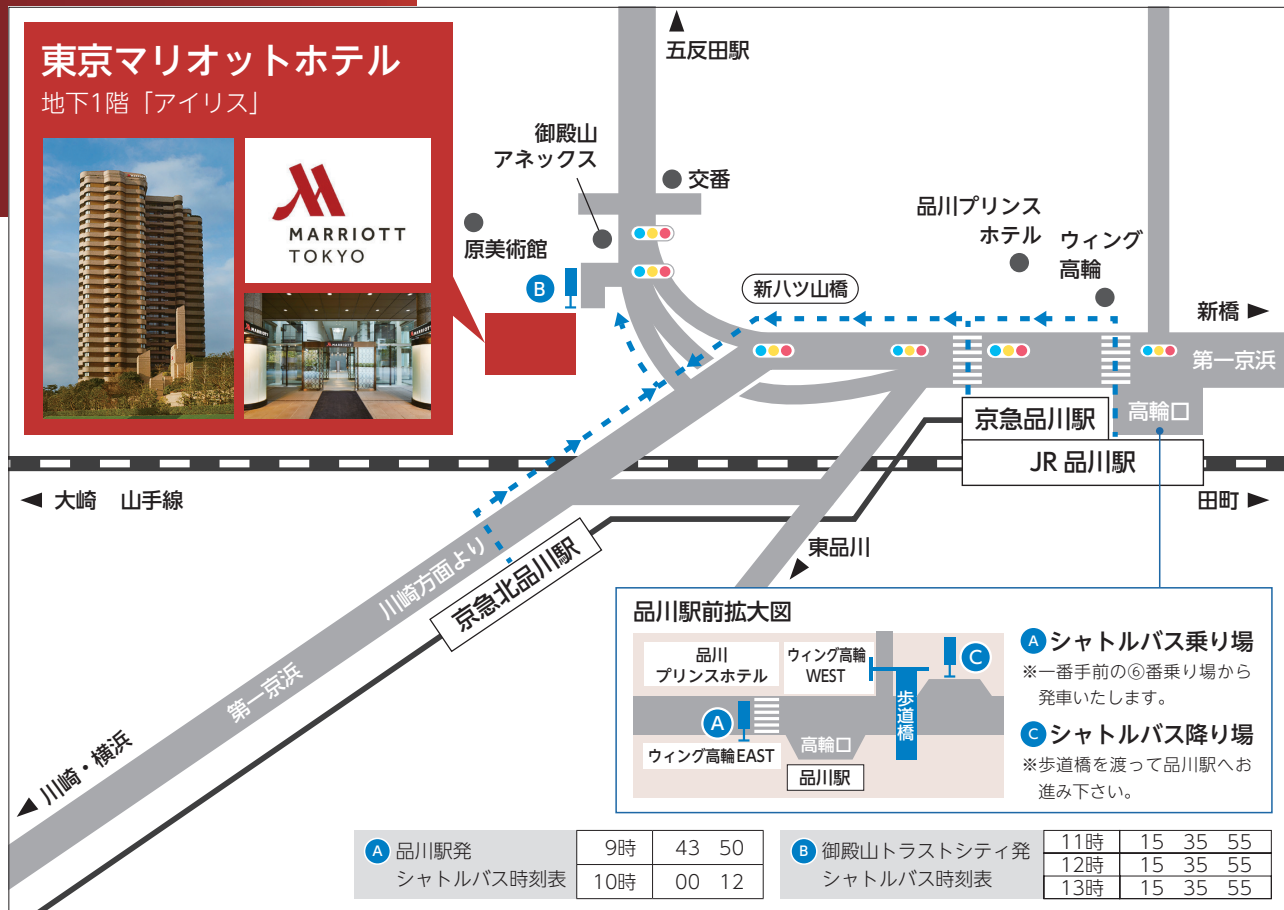 東京マリオットホテル
地下1階「アイリス」
MARRIOTT
TOKYO
五反田駅
御殿山
アネックス
交番
原美術館
B
品川プリンス
ホテル
ウィング
高輪
新八ツ山橋
新橋
第一京浜
京急品川駅
高輪口
JR 品川駅
大崎 山手線
田町
川崎方面より
京急北品川駅
東品川
第一京浜
川崎・横浜
品川駅前拡大図
品川
プリンスホテル
ウィング高輪
WEST
C
A
歩道橋
ウィング高輪EAST
高輪口
品川駅
A シャトルバス乗り場
※一番手前の⑥番乗り場から
発車いたします。
C シャトルバス降り場
※歩道橋を渡って品川駅へお
進み下さい。
A 品川駅発
シャトルバス時刻表
9時 43 50
10時 00 12
B 御殿山トラストシティ発
シャトルバス時刻表
11時 15 35 55
12時 15 35 55
13時 15 35 55